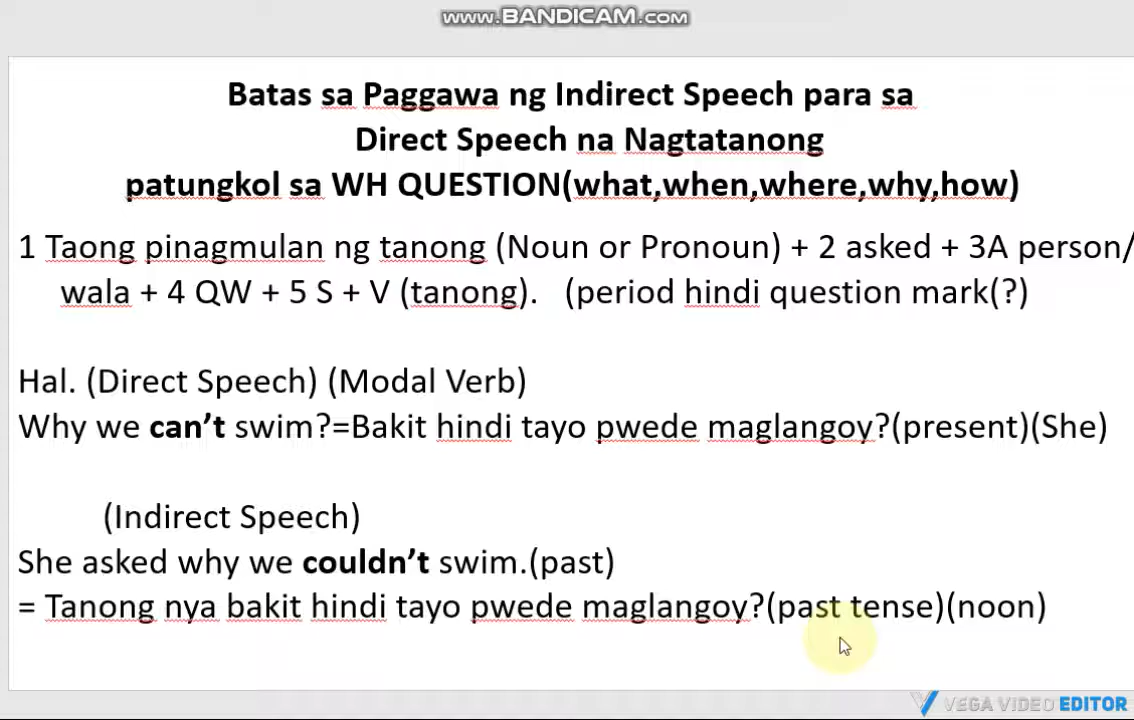 WWW.BANDICAM.COM
Batas sa Paggawa ng Indirect Speech para sa
Direct Speech na Nagtatanong
patungkol sa WH QUESTION(what,when,where,why,how)
1 Taong pinagmulan ng tanong (Noun or Pronoun) + 2 asked + 3A person/
wala + 4 QW + 5 S + V (tanong). (period hindi question mark(?)
Hal. (Direct Speech) (Modal Verb)
Why we can't swim?=Bakit hindi tayo pwede maglangoy?(present)(She)
(Indirect Speech)
She asked why we couldn't swim.(past)
= Tanong nya bakit hindi tayo pwede maglangoy?(past tense)(noon)
VEGA VIDEO EDITOR